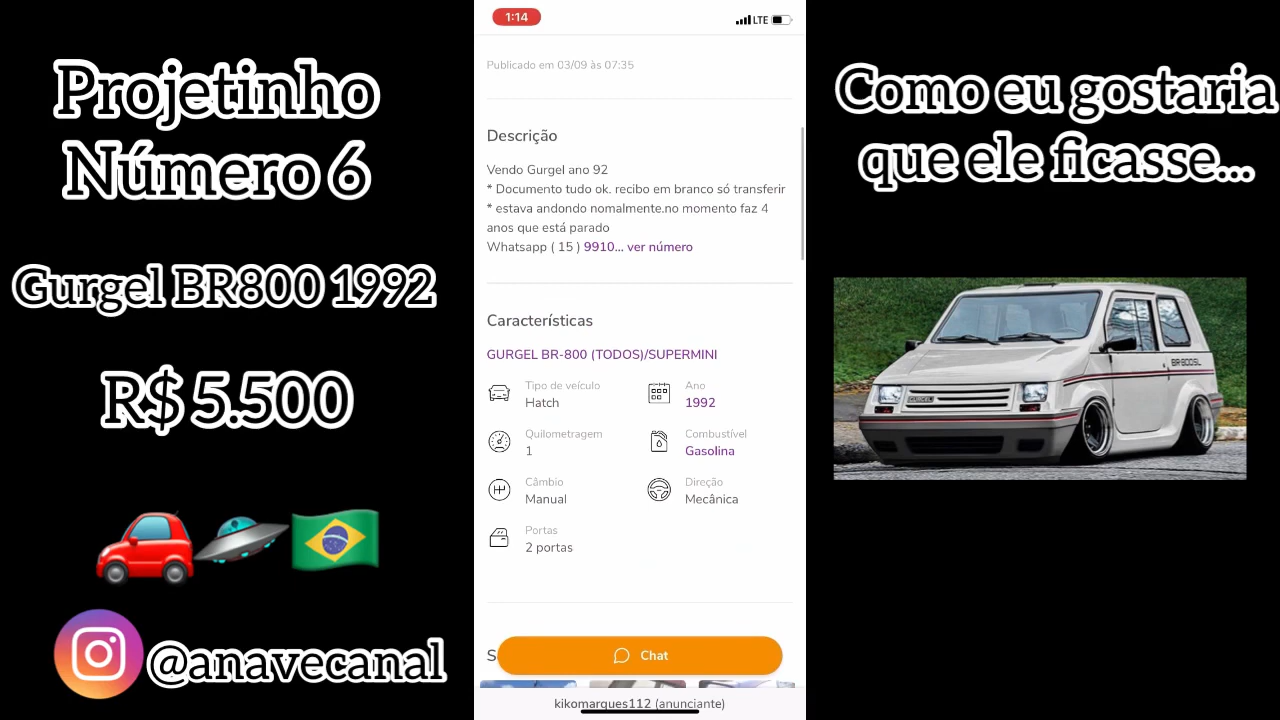 Projetinho
Número 6
Gurgel BR800 1992
R$ 5.500
@anavecanal
1:14
LTE
Publicado em 03/09 às 07:35
Descrição
Vendo Gurgel ano 92
* Documento tudo ok. recibo em branco só transferir
* estava andondo nomalmente.no momento faz 4
anos que está parado
Whatsapp ( 15 ) 9910... ver número
Características
GURGEL BR-800 (TODOS)/SUPERMINI
Tipo de veículo
Hatch
Ano
1992
Quilometragem
1
Combustível
Gasolina
Câmbio
Manual
Direção
Mecânica
Portas
2 portas
S
Chat
kikomarques112 (anunciante)
Como eu gostaria
que ele ficasse...
GURGEL
BR-800SL